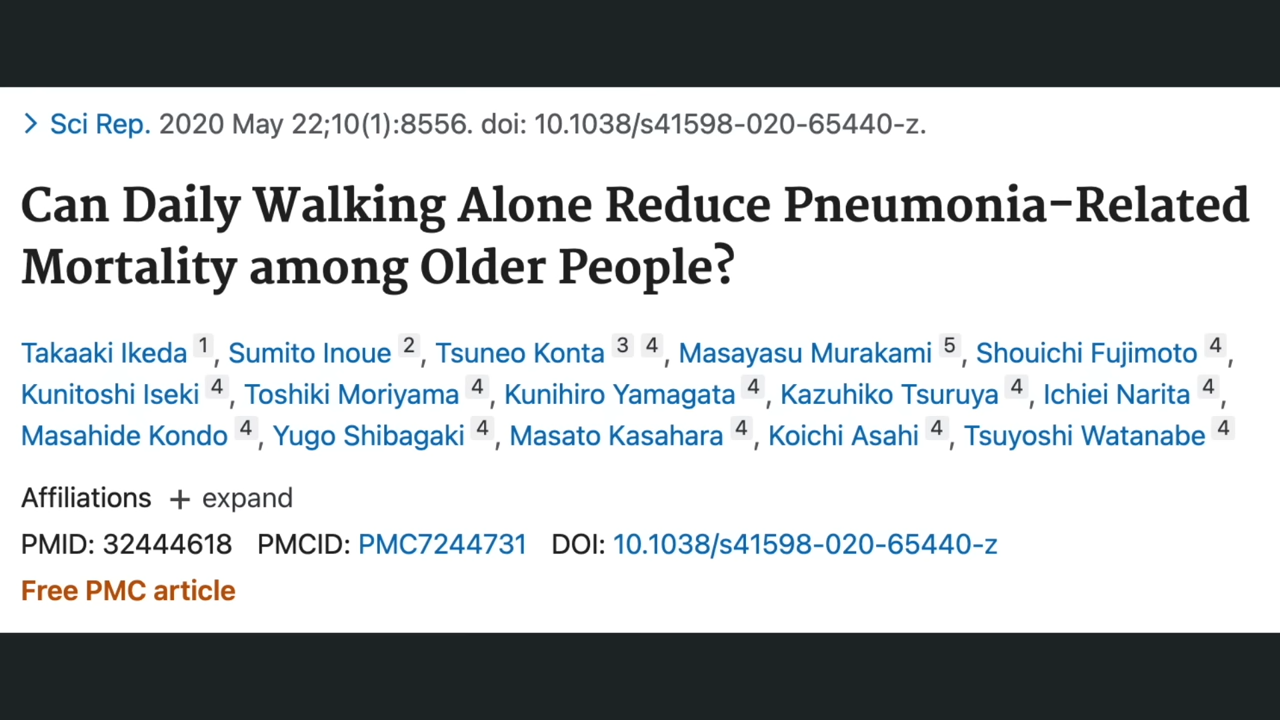 > Sci Rep. 2020 May 22;10(1):8556. doi: 10.1038/s41598-020-65440-z.
Can Daily Walking Alone Reduce Pneumonia-Related
Mortality among Older People?
Takaaki Ikeda 1, Sumito Inoue 2, Tsuneo Konta 3 4, Masayasu Murakami 5, Shouichi Fujimoto 4,
Kunitoshi Iseki 4, Toshiki Moriyama 4, Kunihiro Yamagata 4, Kazuhiko Tsuruya 4, Ichiei Narita 4,
Masahide Kondo 4, Yugo Shibagaki 4, Masato Kasahara 4, Koichi Asahi 4, Tsuyoshi Watanabe 4
Affiliations + expand
PMID: 32444618 PMCID: PMC7244731 DOI: 10.1038/s41598-020-65440-z
Free PMC article